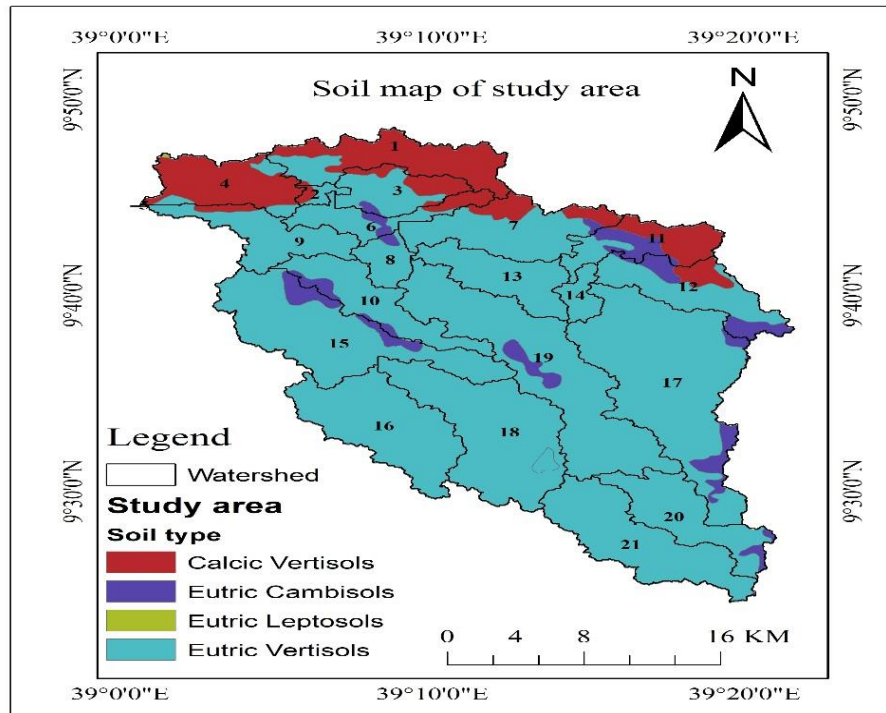 39°0'0"E 39°10'0"E 39°20'0"E
9°50'0"N
9°50'0"N
Soil map of study area
N
1
4
2
3
6
7
11
9
8
13
12
14
10
9°40'0"N
9°40'0"N
15
19
17
16
18
9°30'0"N
9°30'0"N
20
21
Legend
Watershed
Study area
Soil type
Calcic Vertisols
Eutric Cambisols
Eutric Leptosols
Eutric Vertisols
0 4 8 16 KM
39°0'0"E 39°10'0"E 39°20'0"E